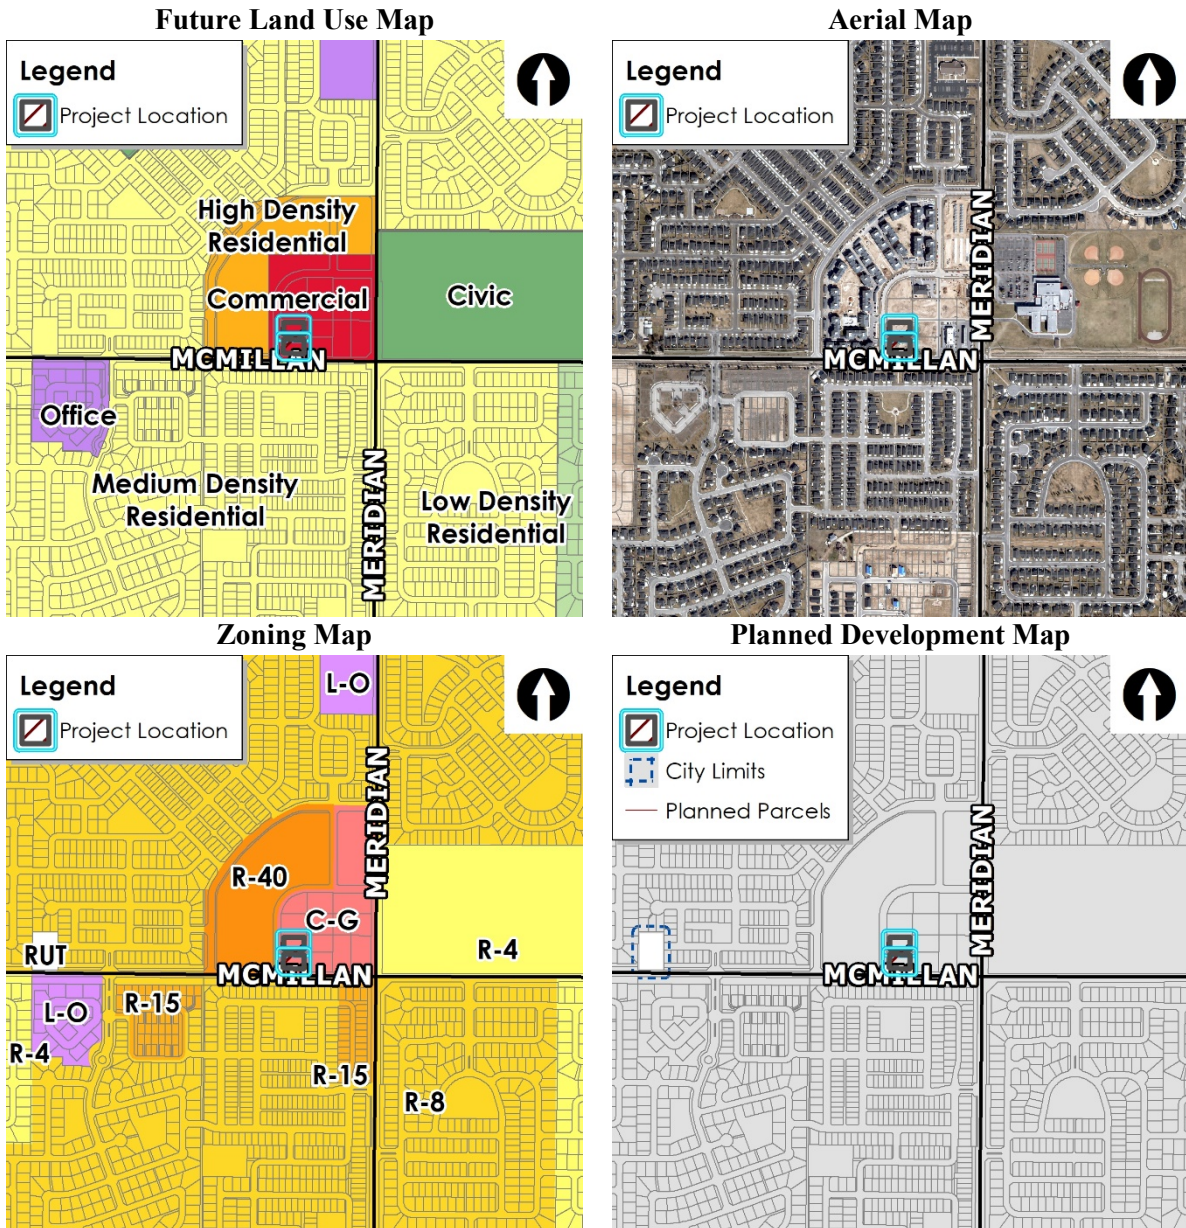 Future Land Use Map
Legend
Project Location
High Density
Residential
Commercial
Civic
MCMILLAN
Office
Medium Density
Residential
Low Density
Residential
MERIDIAN
Aerial Map
Legend
Project Location
MERIDIAN
MCMILLAN
Zoning Map
Legend
Project Location
L-O
MERIDIAN
R-40
C-G
RUT
R-4
MCMILLAN
L-O
R-15
R-4
R-15
R-8
Planned Development Map
Legend
Project Location
City Limits
Planned Parcels
MERIDIAN
MCMILLAN